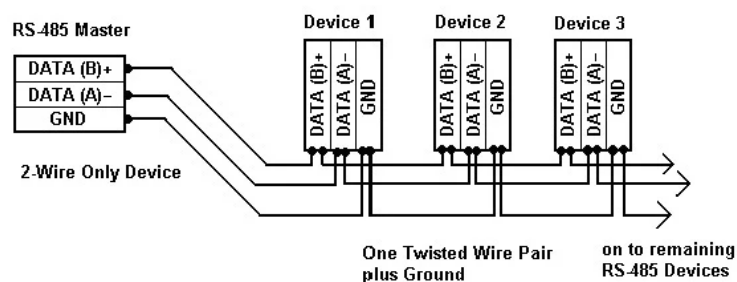 RS-485 Master
DATA (B)+
DATA (A)–
GND
2-Wire Only Device
Device 1
DATA (B)+
DATA (A)–
GND
Device 2
DATA (B)+
DATA (A)–
GND
Device 3
DATA (B)+
DATA (A)–
GND
One Twisted Wire Pair
plus Ground
on to remaining
RS-485 Devices